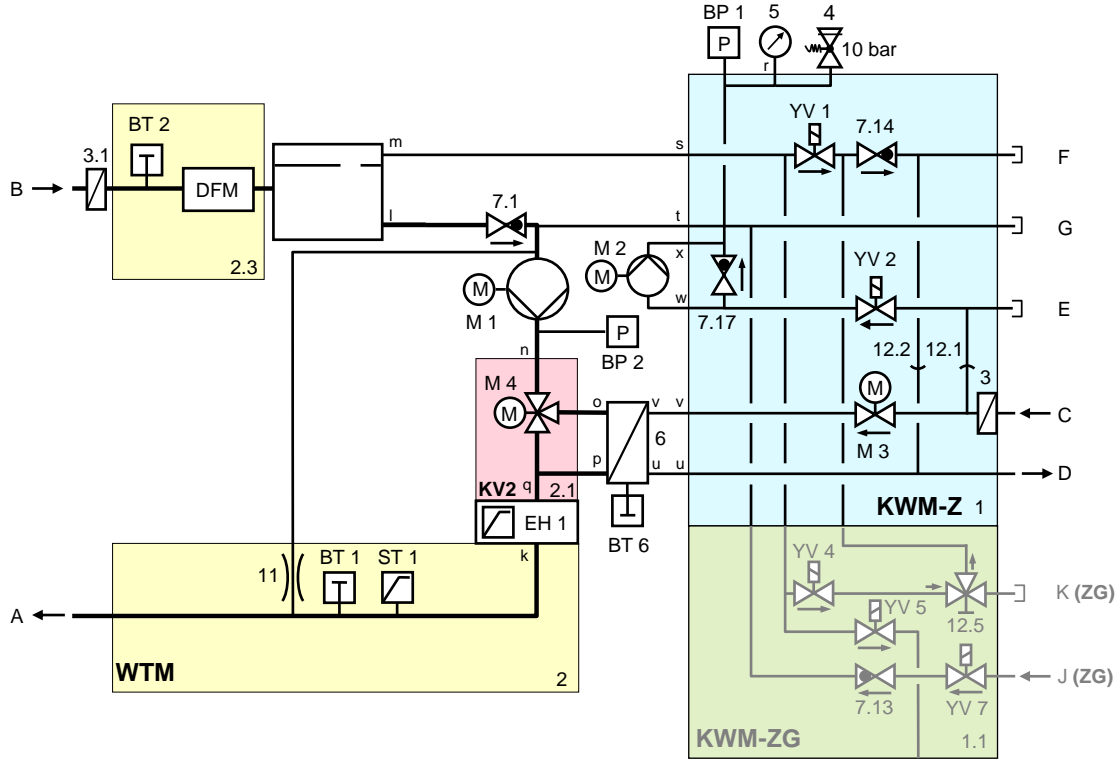 BP 1
5
4
P
10 bar
r
YV 1
7.14
BT 2
3.1
m
s
F
B
DFM
l
7.1
t
G
M 2
x
YV 2
2.3
M
M
w
E
M 1
7.17
P
n
BP 2
12.2
12.1
M 4
M
3
M
o
v
v
C
6
M 3
p
u
u
D
KV2
q
2.1
KWM-Z
1
EH 1
BT 6
k
YV 4
BT 1
ST 1
11
K (ZG)
YV 5
12.5
A
WTM
2
J (ZG)
7.13
YV 7
KWM-ZG
1.1